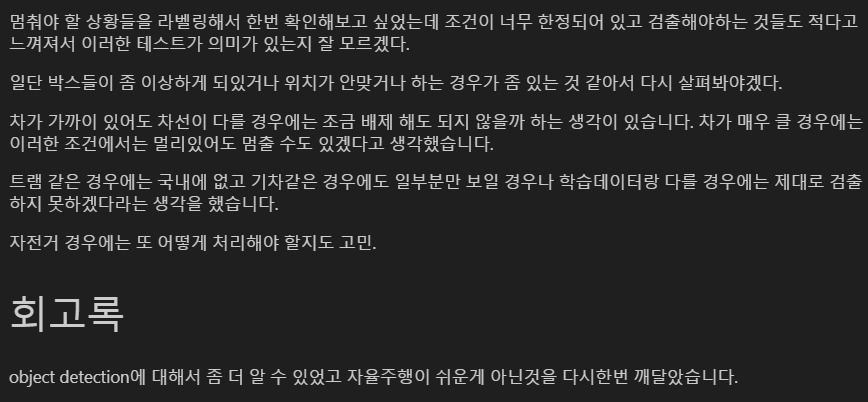 멈춰야 할 상황들을 라벨링해서 한번 확인해보고 싶었는데 조건이 너무 한정되어 있고 검출해야하는 것들도 적다고
느껴져서 이러한 테스트가 의미가 있는지 잘 모르겠다.
일단 박스들이 좀 이상하게 되있거나 위치가 안맞거나 하는 경우가 좀 있는 것 같아서 다시 살펴봐야겠다.
차가 가까이 있어도 차선이 다를 경우에는 조금 배제 해도 되지 않을까 하는 생각이 있습니다. 차가 매우 클 경우에는
이러한 조건에서는 멀리있어도 멈출 수도 있겠다고 생각했습니다.
트램 같은 경우에는 국내에 없고 기차같은 경우에도 일부분만 보일 경우나 학습데이터랑 다를 경우에는 제대로 검출
하지 못하겠다라는 생각을 했습니다.
자전거 경우에는 또 어떻게 처리해야 할지도 고민.
회고록
object detection에 대해서 좀 더 알 수 있었고 자율주행이 쉬운게 아닌것을 다시한번 깨달았습니다.